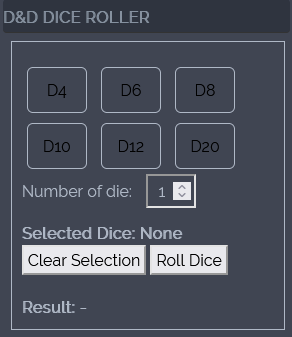 D&D DICE ROLLER
D4 D6 D8
D10 D12 D20
Number of die: 1
Selected Dice: None
Clear Selection Roll Dice
Result: -